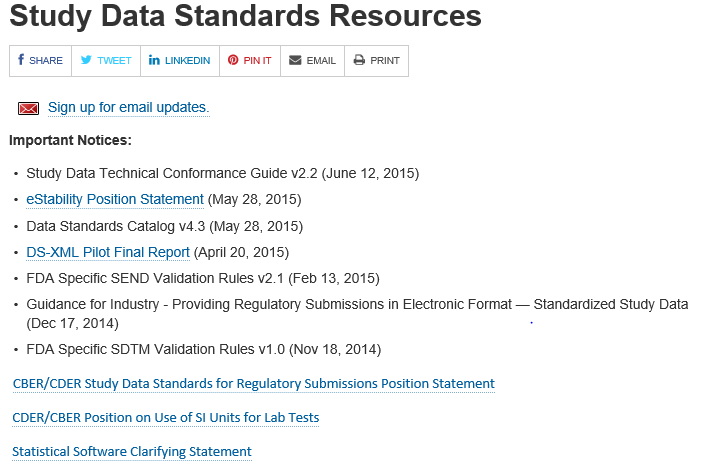 Study Data Standards Resources
f SHARE TWEET in LINKEDIN PIN IT EMAIL PRINT
Sign up for email updates.
Important Notices:
• Study Data Technical Conformance Guide v2.2 (June 12, 2015)
• eStability Position Statement (May 28, 2015)
• Data Standards Catalog v4.3 (May 28, 2015)
• DS-XML Pilot Final Report (April 20, 2015)
• FDA Specific SEND Validation Rules v2.1 (Feb 13, 2015)
• Guidance for Industry - Providing Regulatory Submissions in Electronic Format — Standardized Study Data
(Dec 17, 2014)
• FDA Specific SDTM Validation Rules v1.0 (Nov 18, 2014)
CBER/CDER Study Data Standards for Regulatory Submissions Position Statement
CDER/CBER Position on Use of SI Units for Lab Tests
Statistical Software Clarifying Statement